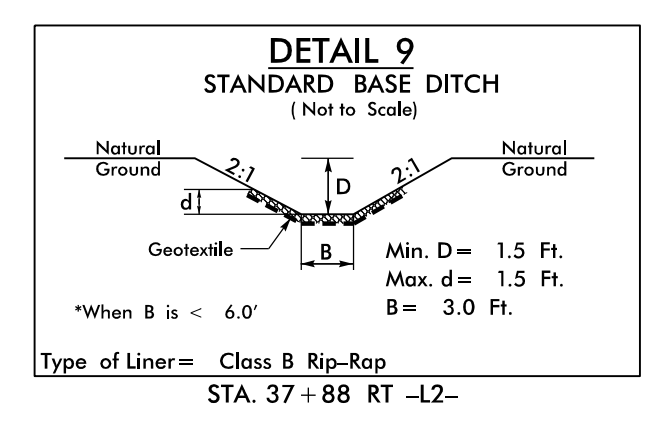 DETAIL 9
STANDARD BASE DITCH
( Not to Scale)
Natural
Ground
2:1
D
2:1
Natural
Ground
d
Geotextile
B
Min. D = 1.5 Ft.
Max. d = 1.5 Ft.
B = 3.0 Ft.
*When B is < 6.0'
Type of Liner = Class B Rip-Rap
STA. 37 + 88 RT -L2-